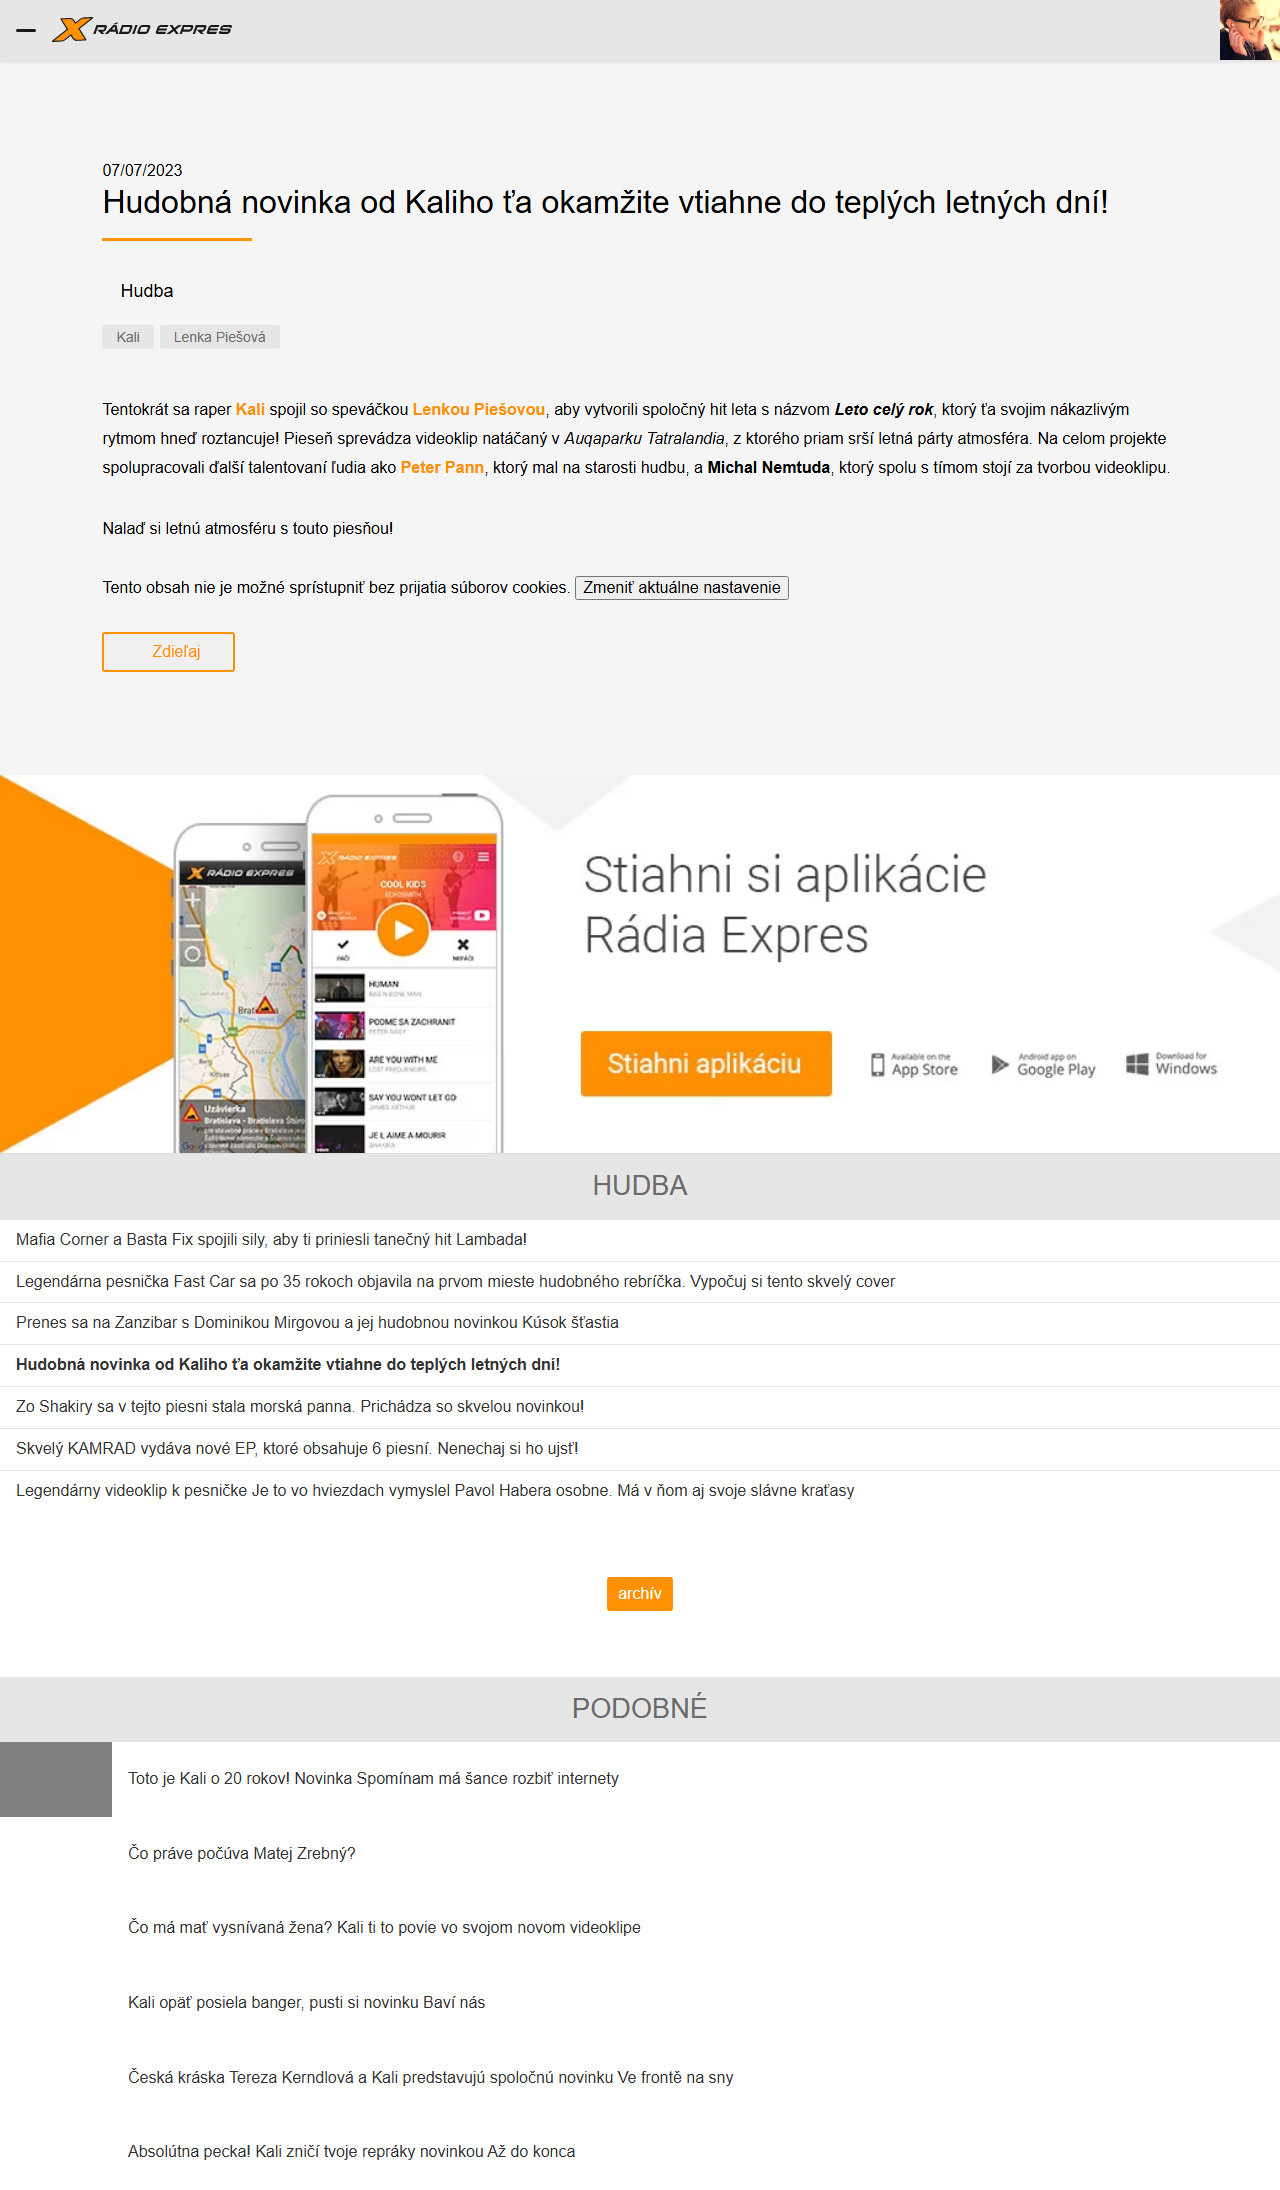 RÁDIO EXPRES
07/07/2023
Hudobná novinka od Kaliho ťa okamžite vtiahne do teplých letných dní!
Hudba
Kali
Lenka Piešová
Tentokrát sa raper Kali spojil so speváčkou Lenkou Piešovou, aby vytvorili spoločný hit leta s názvom Leto celý rok, ktorý ťa svojim nákazlivým
rytmom hneď roztancuje! Pieseň sprevádza videoklip natáčaný v Auqaparku Tatralandia, z ktorého priam srší letná párty atmosféra. Na celom projekte
spolupracovali ďalší talentovaní ľudia ako Peter Pann, ktorý mal na starosti hudbu, a Michal Nemtuda, ktorý spolu s tímom stojí za tvorbou videoklipu.
Nalaď si letnú atmosféru s touto piesňou!
Tento obsah nie je možné sprístupniť bez prijatia súborov cookies. Zmeniť aktuálne nastavenie
Zdieľaj
RÁDIO EXPRES
COOL KIDS
ECHOSMITH
HUMAN
PODME SA ZACHRANIT
PETER NAGY
ARE YOU WITH ME
LOST FREQUENCIES
SAY YOU WONT LET GO
JAMES ARTHUR
JE L AIME A MOURIR
SHAKIRA
Uzávierka
Stiahni si aplikácie
Rádia Expres
Stiahni aplikáciu
Available on the
App Store
Android app on
Google Play
Download for
Windows
HUDBA
Mafia Corner a Basta Fix spojili sily, aby ti priniesli tanečný hit Lambada!
Legendárna pesnička Fast Car sa po 35 rokoch objavila na prvom mieste hudobného rebríčka. Vypočuj si tento skvelý cover
Prenes sa na Zanzibar s Dominikou Mirgovou a jej hudobnou novinkou Kúsok šťastia
Hudobná novinka od Kaliho ťa okamžite vtiahne do teplých letných dní!
Zo Shakiry sa v tejto piesni stala morská panna. Prichádza so skvelou novinkou!
Skvelý KAMRAD vydáva nové EP, ktoré obsahuje 6 piesní. Nenechaj si ho ujsť!
Legendárny videoklip k pesničke Je to vo hviezdach vymyslel Pavol Habera osobne. Má v ňom aj svoje slávne kraťasy
archív
PODOBNÉ
Toto je Kali o 20 rokov! Novinka Spomínam má šance rozbiť internety
Čo práve počúva Matej Zrebný?
Čo má mať vysnívaná žena? Kali ti to povie vo svojom novom videoklipe
Kali opäť posiela banger, pusti si novinku Baví nás
Česká kráska Tereza Kerndlová a Kali predstavujú spoločnú novinku Ve frontě na sny
Absolútna pecka! Kali zničí tvoje repráky novinkou Až do konca